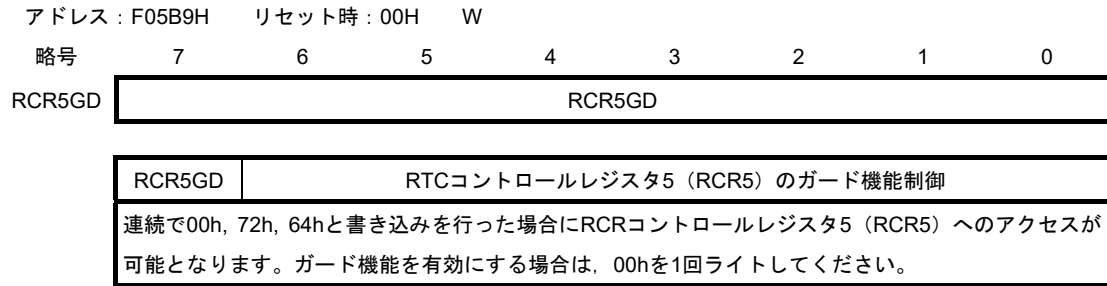 アドレス：F05B9H リセット時：00H W
略号 7 6 5 4 3 2 1 0
RCR5GD RCR5GD
RCR5GD RTCコントロールレジスタ5（RCR5）のガード機能制御
連続で00h, 72h, 64hと書き込みを行った場合にRCRコントロールレジスタ5（RCR5）へのアクセスが
可能となります。ガード機能を有効にする場合は，00hを1回ライトしてください。